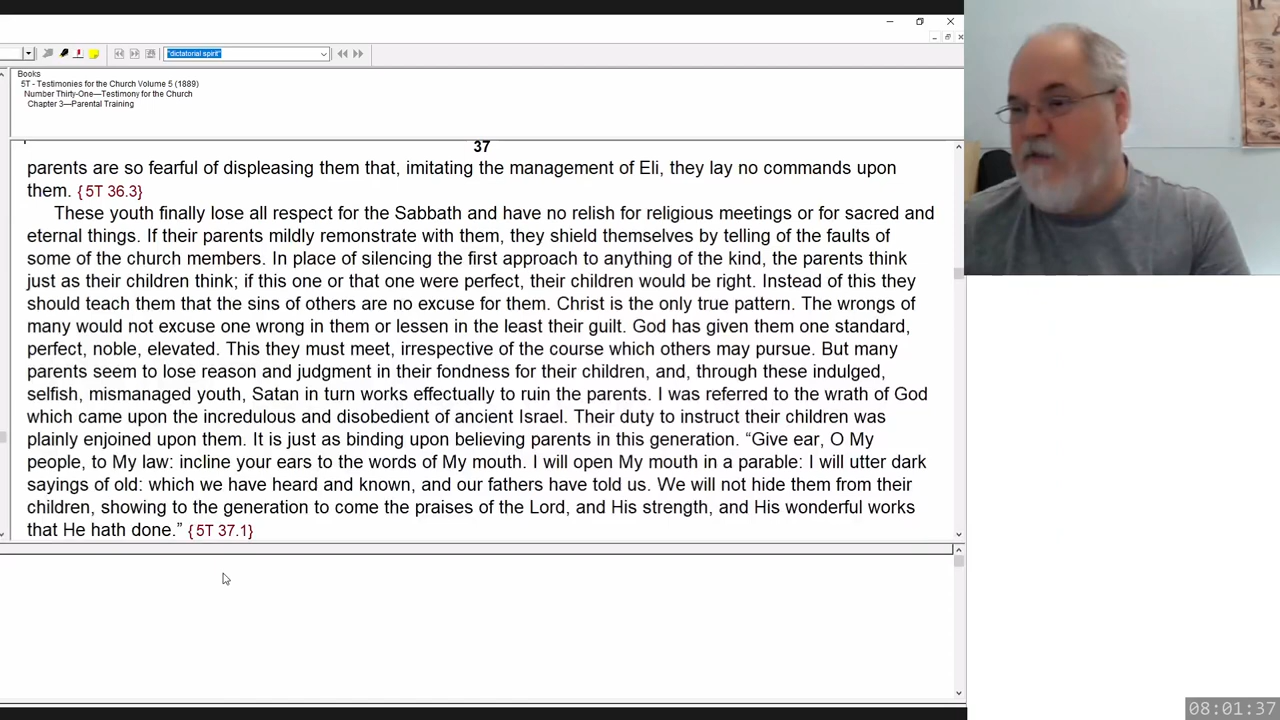 "dictatorial spirit"
Books
5T - Testimonies for the Church Volume 5 (1889)
Number Thirty-One—Testimony for the Church
Chapter 3—Parental Training
37
parents are so fearful of displeasing them that, imitating the management of Eli, they lay no commands upon
them. {5T 36.3}
These youth finally lose all respect for the Sabbath and have no relish for religious meetings or for sacred and
eternal things. If their parents mildly remonstrate with them, they shield themselves by telling of the faults of
some of the church members. In place of silencing the first approach to anything of the kind, the parents think
just as their children think; if this one or that one were perfect, their children would be right. Instead of this they
should teach them that the sins of others are no excuse for them. Christ is the only true pattern. The wrongs of
many would not excuse one wrong in them or lessen in the least their guilt. God has given them one standard,
perfect, noble, elevated. This they must meet, irrespective of the course which others may pursue. But many
parents seem to lose reason and judgment in their fondness for their children, and, through these indulged,
selfish, mismanaged youth, Satan in turn works effectually to ruin the parents. I was referred to the wrath of God
which came upon the incredulous and disobedient of ancient Israel. Their duty to instruct their children was
plainly enjoined upon them. It is just as binding upon believing parents in this generation. “Give ear, O My
people, to My law: incline your ears to the words of My mouth. I will open My mouth in a parable: I will utter dark
sayings of old: which we have heard and known, and our fathers have told us. We will not hide them from their
children, showing to the generation to come the praises of the Lord, and His strength, and His wonderful works
that He hath done.” {5T 37.1}
08:01:37